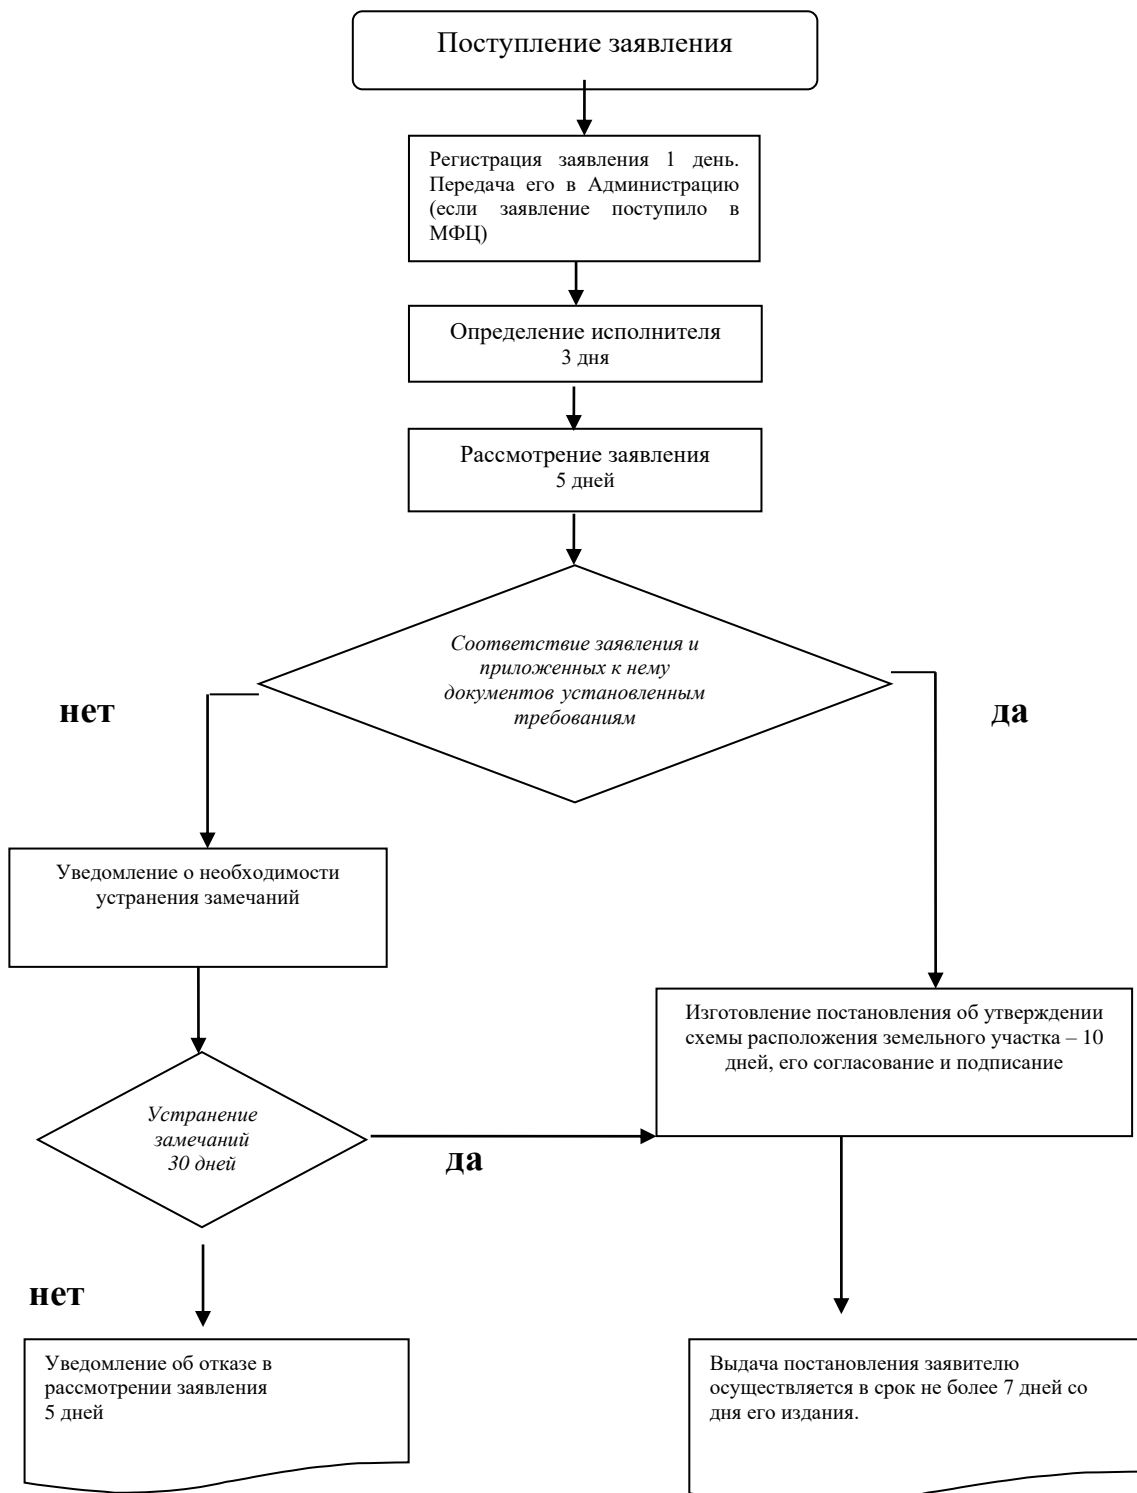 Поступление заявления
Регистрация заявления 1 день.
Передача его в Администрацию
(если заявление поступило в
МФЦ)
Определение исполнителя
3 дня
Рассмотрение заявления
5 дней
Соответствие заявления и
приложенных к нему
документов установленным
требованиям
нет
да
Уведомление о необходимости
устранения замечаний
Изготовление постановления об утверждении
схемы расположения земельного участка – 10
дней, его согласование и подписание
Устранение
замечаний
30 дней
да
нет
Уведомление об отказе в
рассмотрении заявления
5 дней
Выдача постановления заявителю
осуществляется в срок не более 7 дней со
дня его издания.